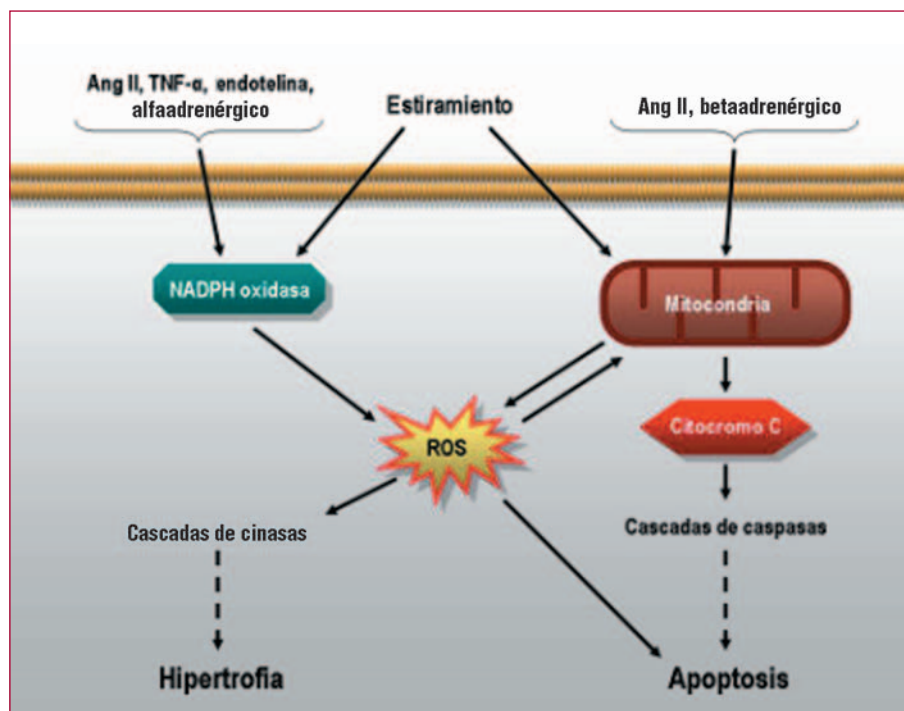 Ang II, TNF-α, endotelina,
alfaadrenérgico
Estiramiento
Ang II, betaadrenérgico
NADPH oxidasa
Mitocondria
ROS
Citocromo C
Cascadas de cinasas
Cascadas de caspasas
Hipertrofia
Apoptosis